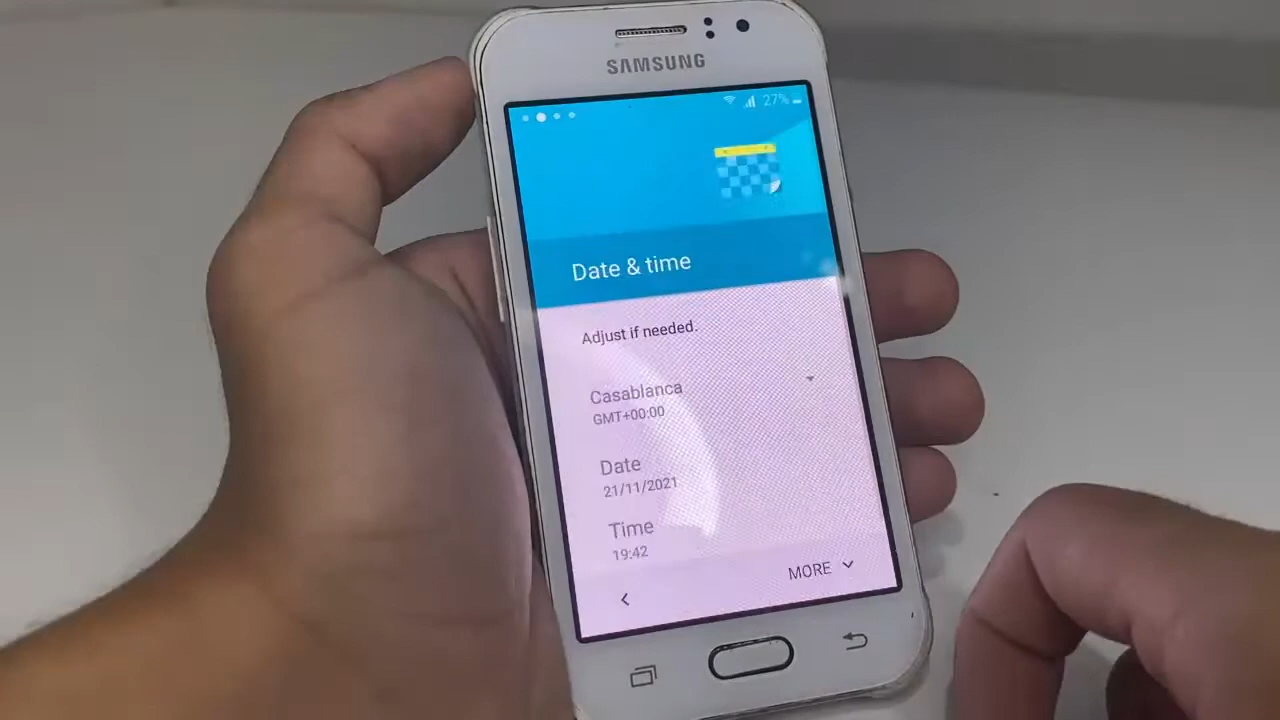 SAMSUNG
27%
Date & time
Adjust if needed.
Casablanca
GMT+00:00
Date
21/11/2021
Time
19:42
MORE